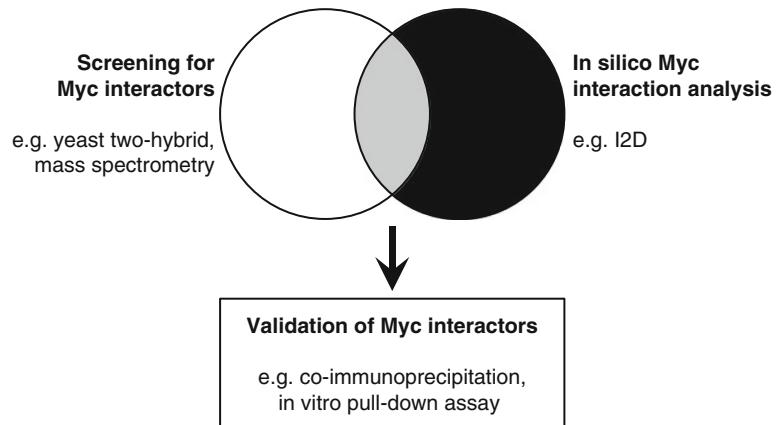 Screening for
Myc interactors
e.g. yeast two-hybrid,
mass spectrometry
In silico Myc
interaction analysis
e.g. I2D
Validation of Myc interactors
e.g. co-immunoprecipitation,
in vitro pull-down assay